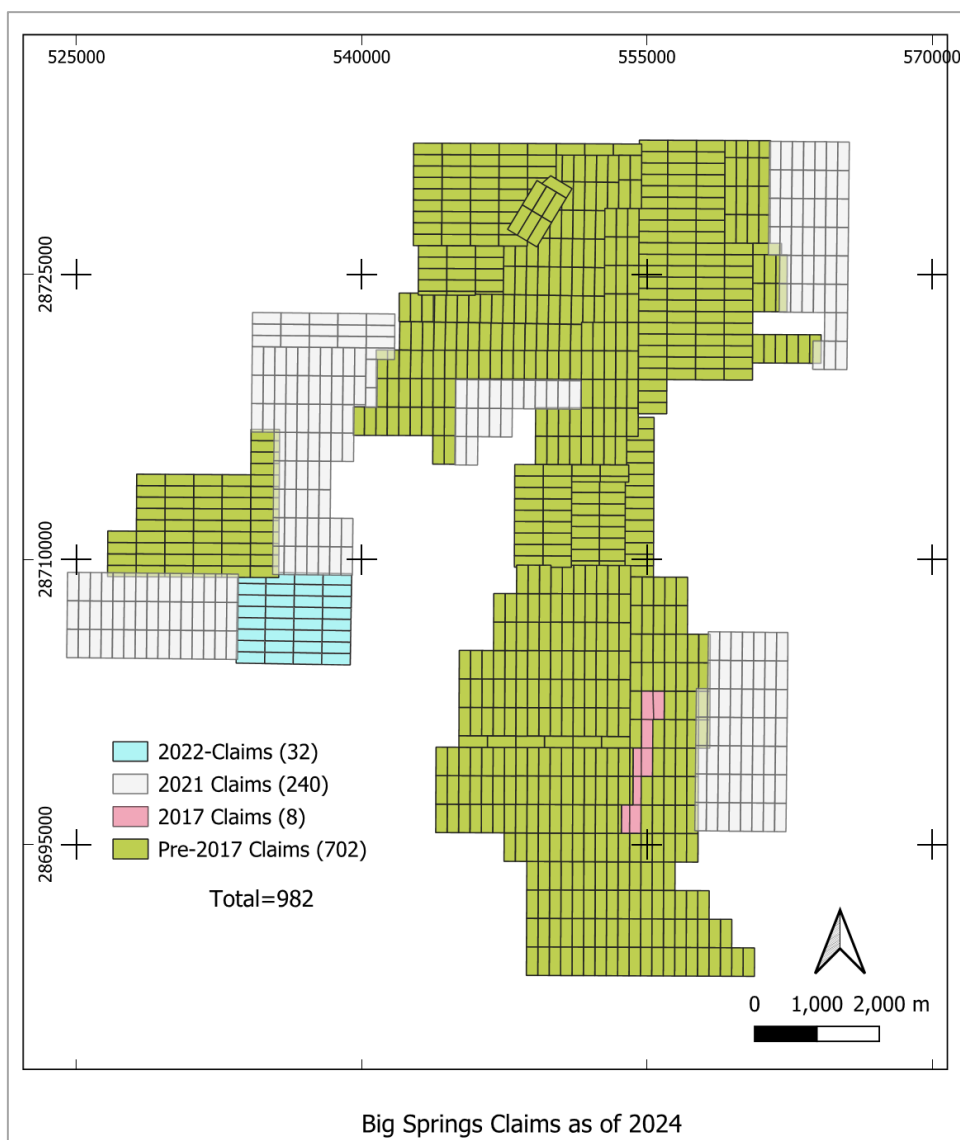 525000
540000
555000
570000
28725000
28710000
28695000
2022-Claims (32)
2021 Claims (240)
2017 Claims (8)
Pre-2017 Claims (702)
Total=982
0 1,000 2,000 m
Big Springs Claims as of 2024